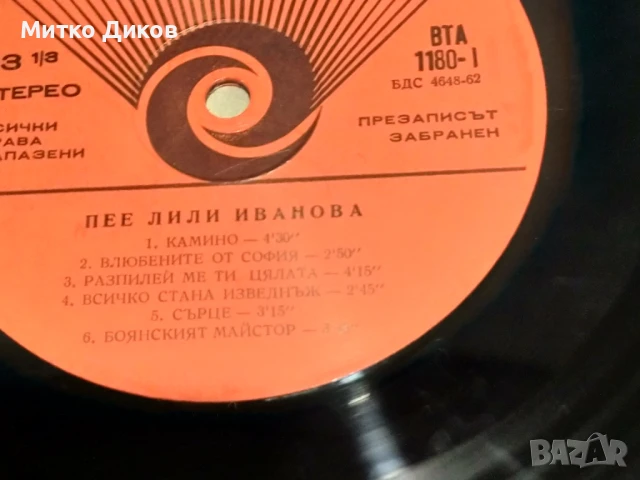 Митко Диков
33 1/3
СТЕРЕО
ВСИЧКИ
ПРАВА
ЗАПАЗЕНИ
ВТА
1180-I
БДС 4648-62
ПРЕЗАПИСЪТ
ЗАБРАНЕН
ПЕЕ ЛИЛИ ИВАНОВА
1. КАМИНО — 4'30"
2. ВЛЮБЕНИТЕ ОТ СОФИЯ — 2'50"
3. РАЗПИЛЕЙ МЕ ТИ ЦЯЛАТА — 4'15"
4. ВСИЧКО СТАНА ИЗВЕДНЪЖ — 2'45"
5. СЪРЦЕ — 3'15"
6. БОЯНСКИЯТ МАЙСТОР —
BAZAR